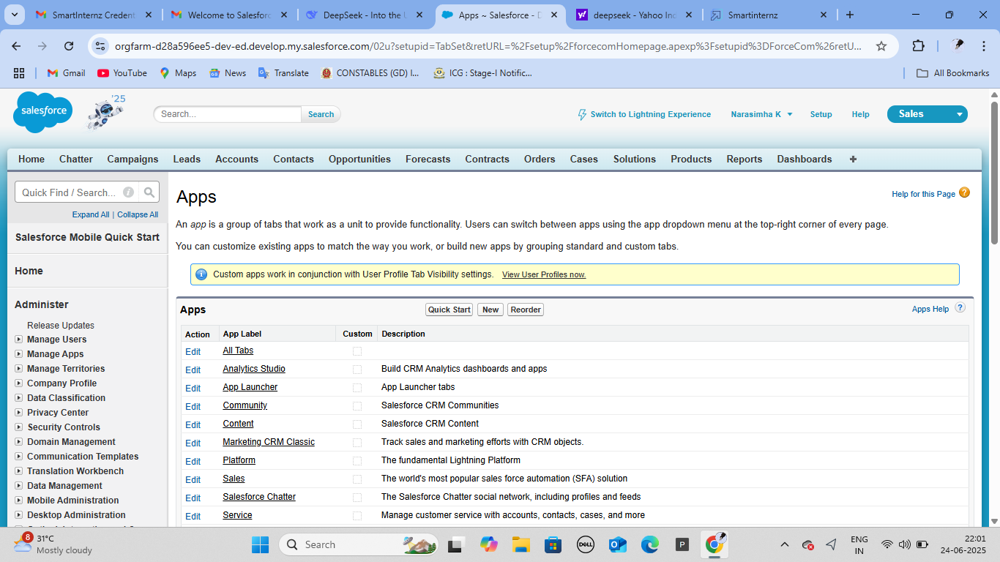 SmartInternz Credent
Welcome to Salesforc
DeepSeek - Into the U
Apps ~ Salesforce - D
deepseek - Yahoo Ind
Smartinternz
orgfarm-d28a596ee5-dev-ed.develop.my.salesforce.com/02u?setupid=TabSet&retURL=%2Fsetup%2FforcecomHomepage.apexp%3Fsetupid%3DForceCom%26retU...
Gmail
YouTube
Maps
News
Translate
CONSTABLES (GD) I...
ICG : Stage-I Notific...
All Bookmarks
salesforce
'25
Search...
Search
Switch to Lightning Experience
Narasimha K
Setup
Help
Sales
Home
Chatter
Campaigns
Leads
Accounts
Contacts
Opportunities
Forecasts
Contracts
Orders
Cases
Solutions
Products
Reports
Dashboards
Quick Find / Search...
Expand All | Collapse All
Salesforce Mobile Quick Start
Home
Administer
Release Updates
Manage Users
Manage Apps
Manage Territories
Company Profile
Data Classification
Privacy Center
Security Controls
Domain Management
Communication Templates
Translation Workbench
Data Management
Mobile Administration
Desktop Administration
Apps
Help for this Page
An app is a group of tabs that work as a unit to provide functionality. Users can switch between apps using the app dropdown menu at the top-right corner of every page.
You can customize existing apps to match the way you work, or build new apps by grouping standard and custom tabs.
Custom apps work in conjunction with User Profile Tab Visibility settings. View User Profiles now.
Apps
Quick Start
New
Reorder
Apps Help
Action App Label Custom Description
Edit All Tabs
Edit Analytics Studio Build CRM Analytics dashboards and apps
Edit App Launcher App Launcher tabs
Edit Community Salesforce CRM Communities
Edit Content Salesforce CRM Content
Edit Marketing CRM Classic Track sales and marketing efforts with CRM objects.
Edit Platform The fundamental Lightning Platform
Edit Sales The world's most popular sales force automation (SFA) solution
Edit Salesforce Chatter The Salesforce Chatter social network, including profiles and feeds
Edit Service Manage customer service with accounts, contacts, cases, and more
8
31°C
Mostly cloudy
Search
DELL
P
ENG
IN
22:01
24-06-2025